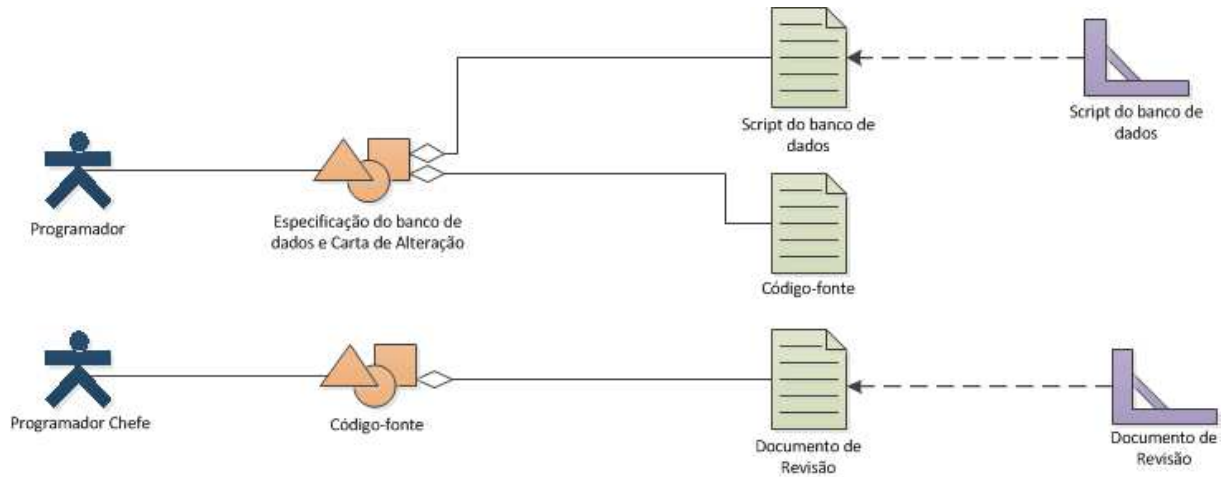 Script do banco de
dados
Script do banco de
dados
Programador
Especificação do banco de
dados e Carta de Alteração
Código-fonte
Programador Chefe
Código-fonte
Documento de
Revisão
Documento de
Revisão